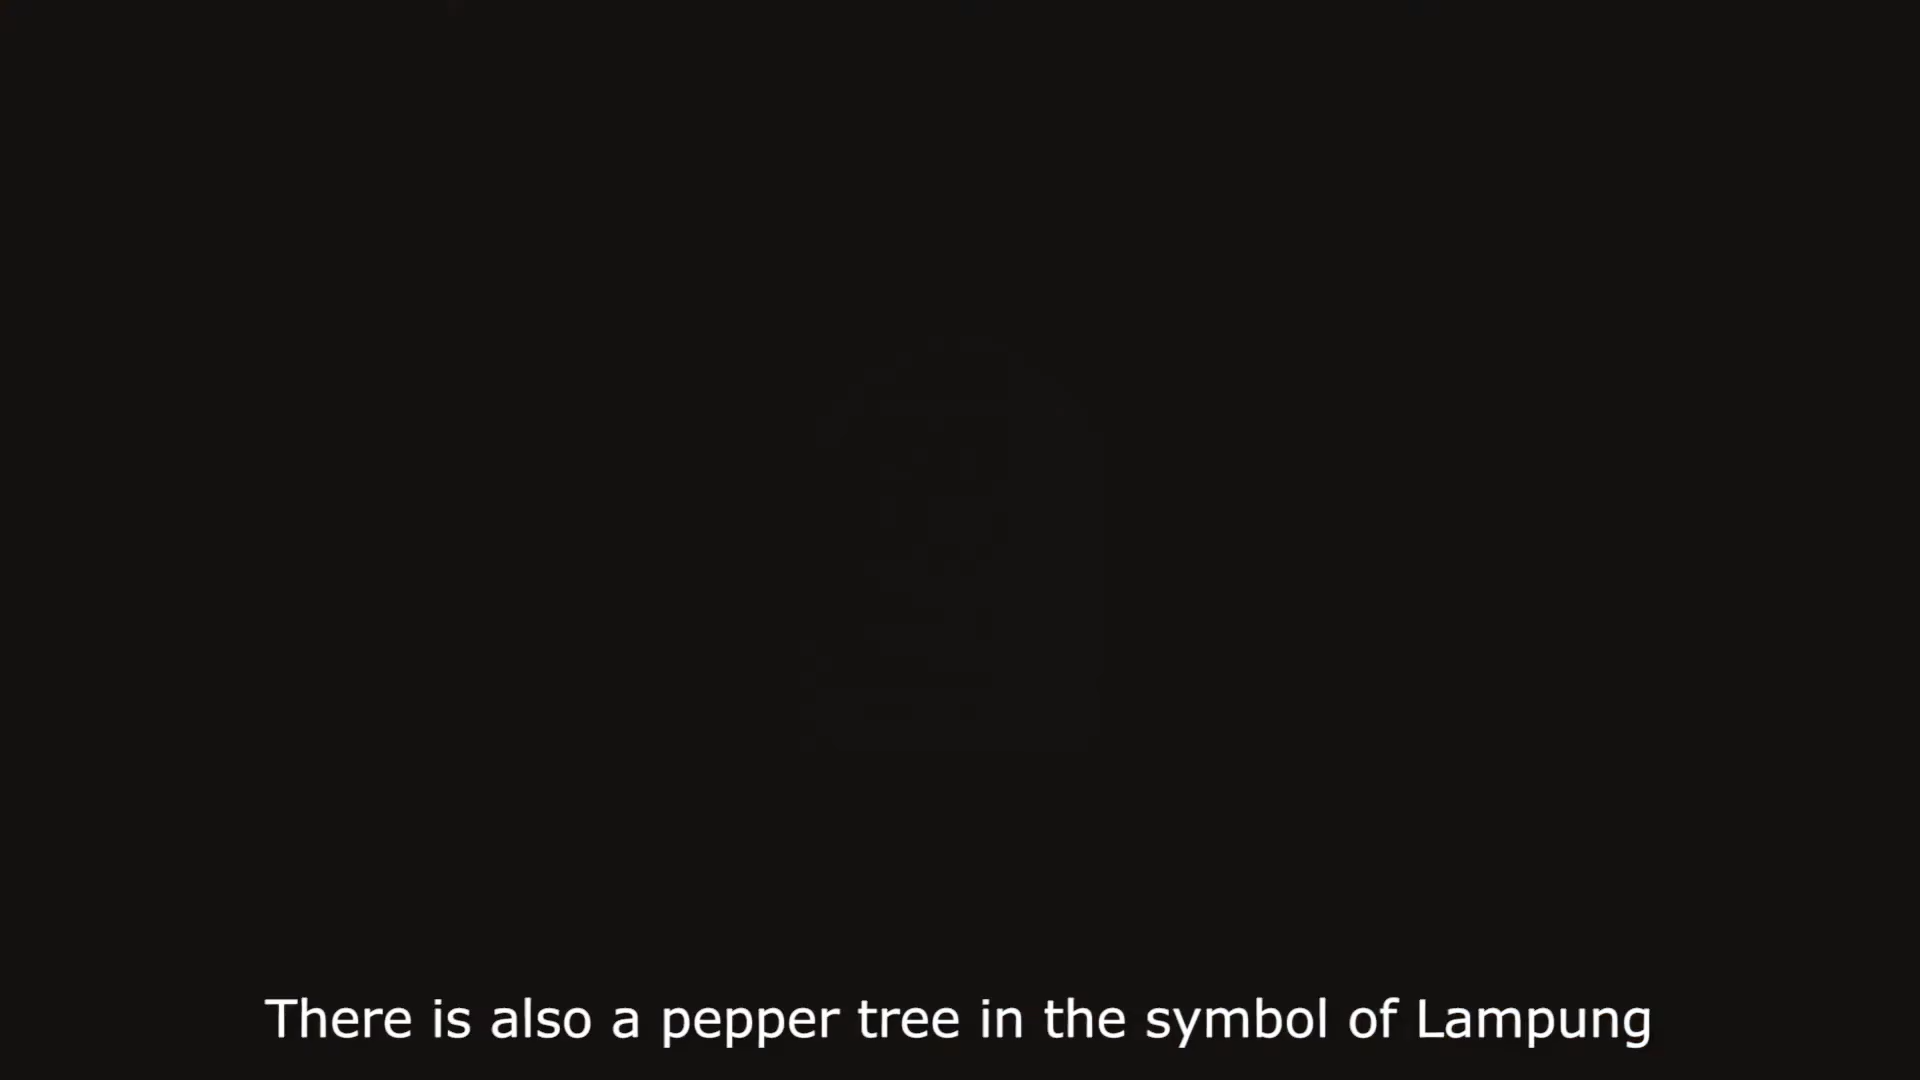 There is also a pepper tree in the symbol of Lampung